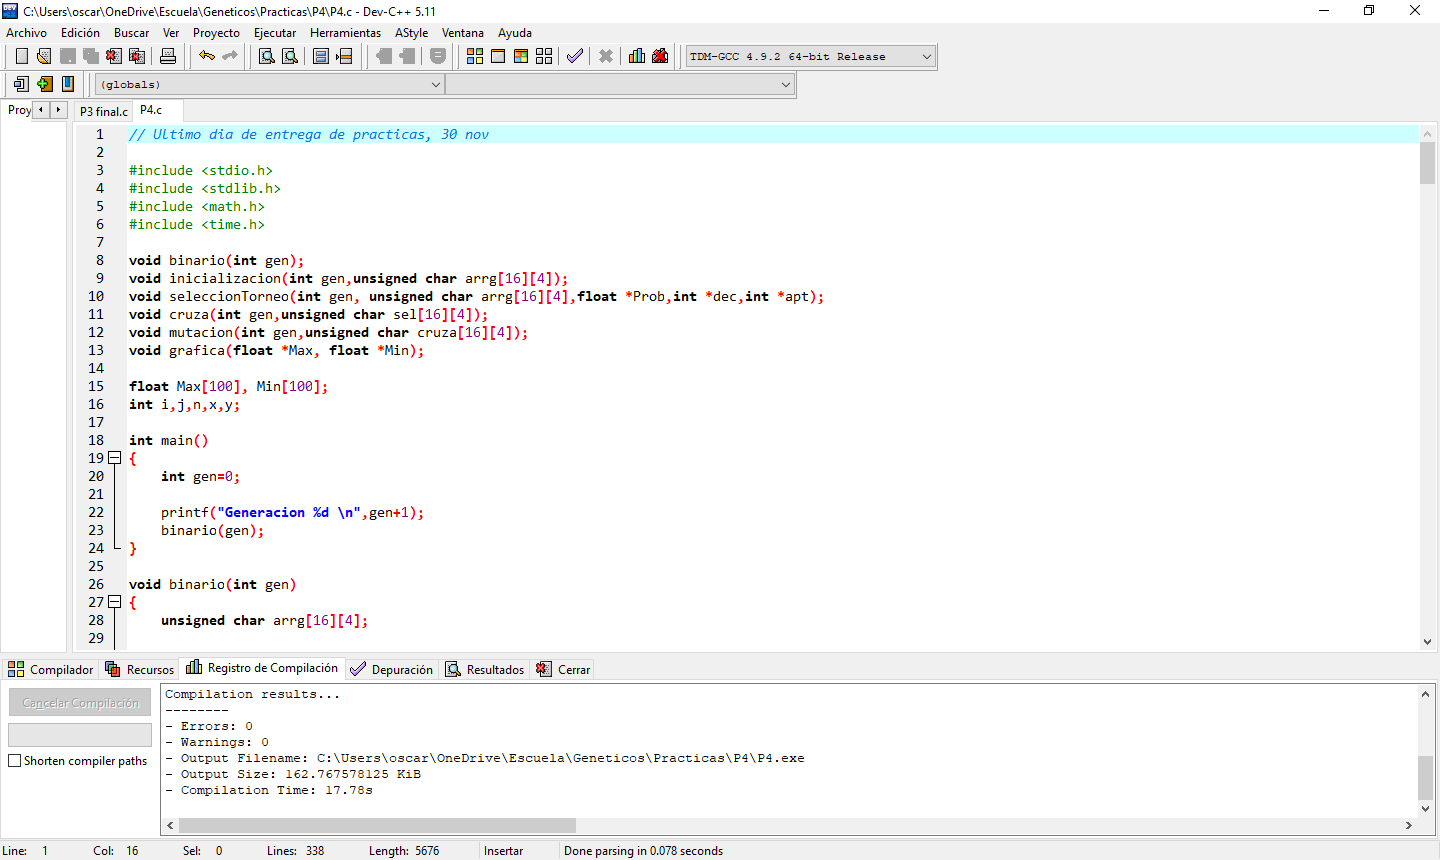 C:\Users\oscar\OneDrive\Escuela\Geneticos\Practicas\P4\P4.c - Dev-C++ 5.11
Archivo Edición Buscar Ver Proyecto Ejecutar Herramientas AStyle Ventana Ayuda
TDM-GCC 4.9.2 64-bit Release
(globals)
Proy P3 final.c P4.c
1 // Ultimo dia de entrega de practicas, 30 nov
2
3 #include <stdio.h>
4 #include <stdlib.h>
5 #include <math.h>
6 #include <time.h>
7
8 void binario(int gen);
9 void inicializacion(int gen,unsigned char arrg[16][4]);
10 void seleccionTorneo(int gen, unsigned char arrg[16][4],float *Prob,int *dec,int *apt);
11 void cruza(int gen,unsigned char sel[16][4]);
12 void mutacion(int gen,unsigned char cruza[16][4]);
13 void grafica(float *Max, float *Min);
14
15 float Max[100], Min[100];
16 int i,j,n,x,y;
17
18 int main()
19 {
20 int gen=0;
21
22 printf("Generacion %d \n",gen+1);
23 binario(gen);
24 }
25
26 void binario(int gen)
27 {
28 unsigned char arrg[16][4];
29
Compilador Recursos Registro de Compilación Depuración Resultados Cerrar
Cancelar Compilación
Shorten compiler paths
Compilation results...
--------
- Errors: 0
- Warnings: 0
- Output Filename: C:\Users\oscar\OneDrive\Escuela\Geneticos\Practicas\P4\P4.exe
- Output Size: 162.767578125 KiB
- Compilation Time: 17.78s
Line: 1 Col: 16 Sel: 0 Lines: 338 Length: 5676 Insertar Done parsing in 0.078 seconds